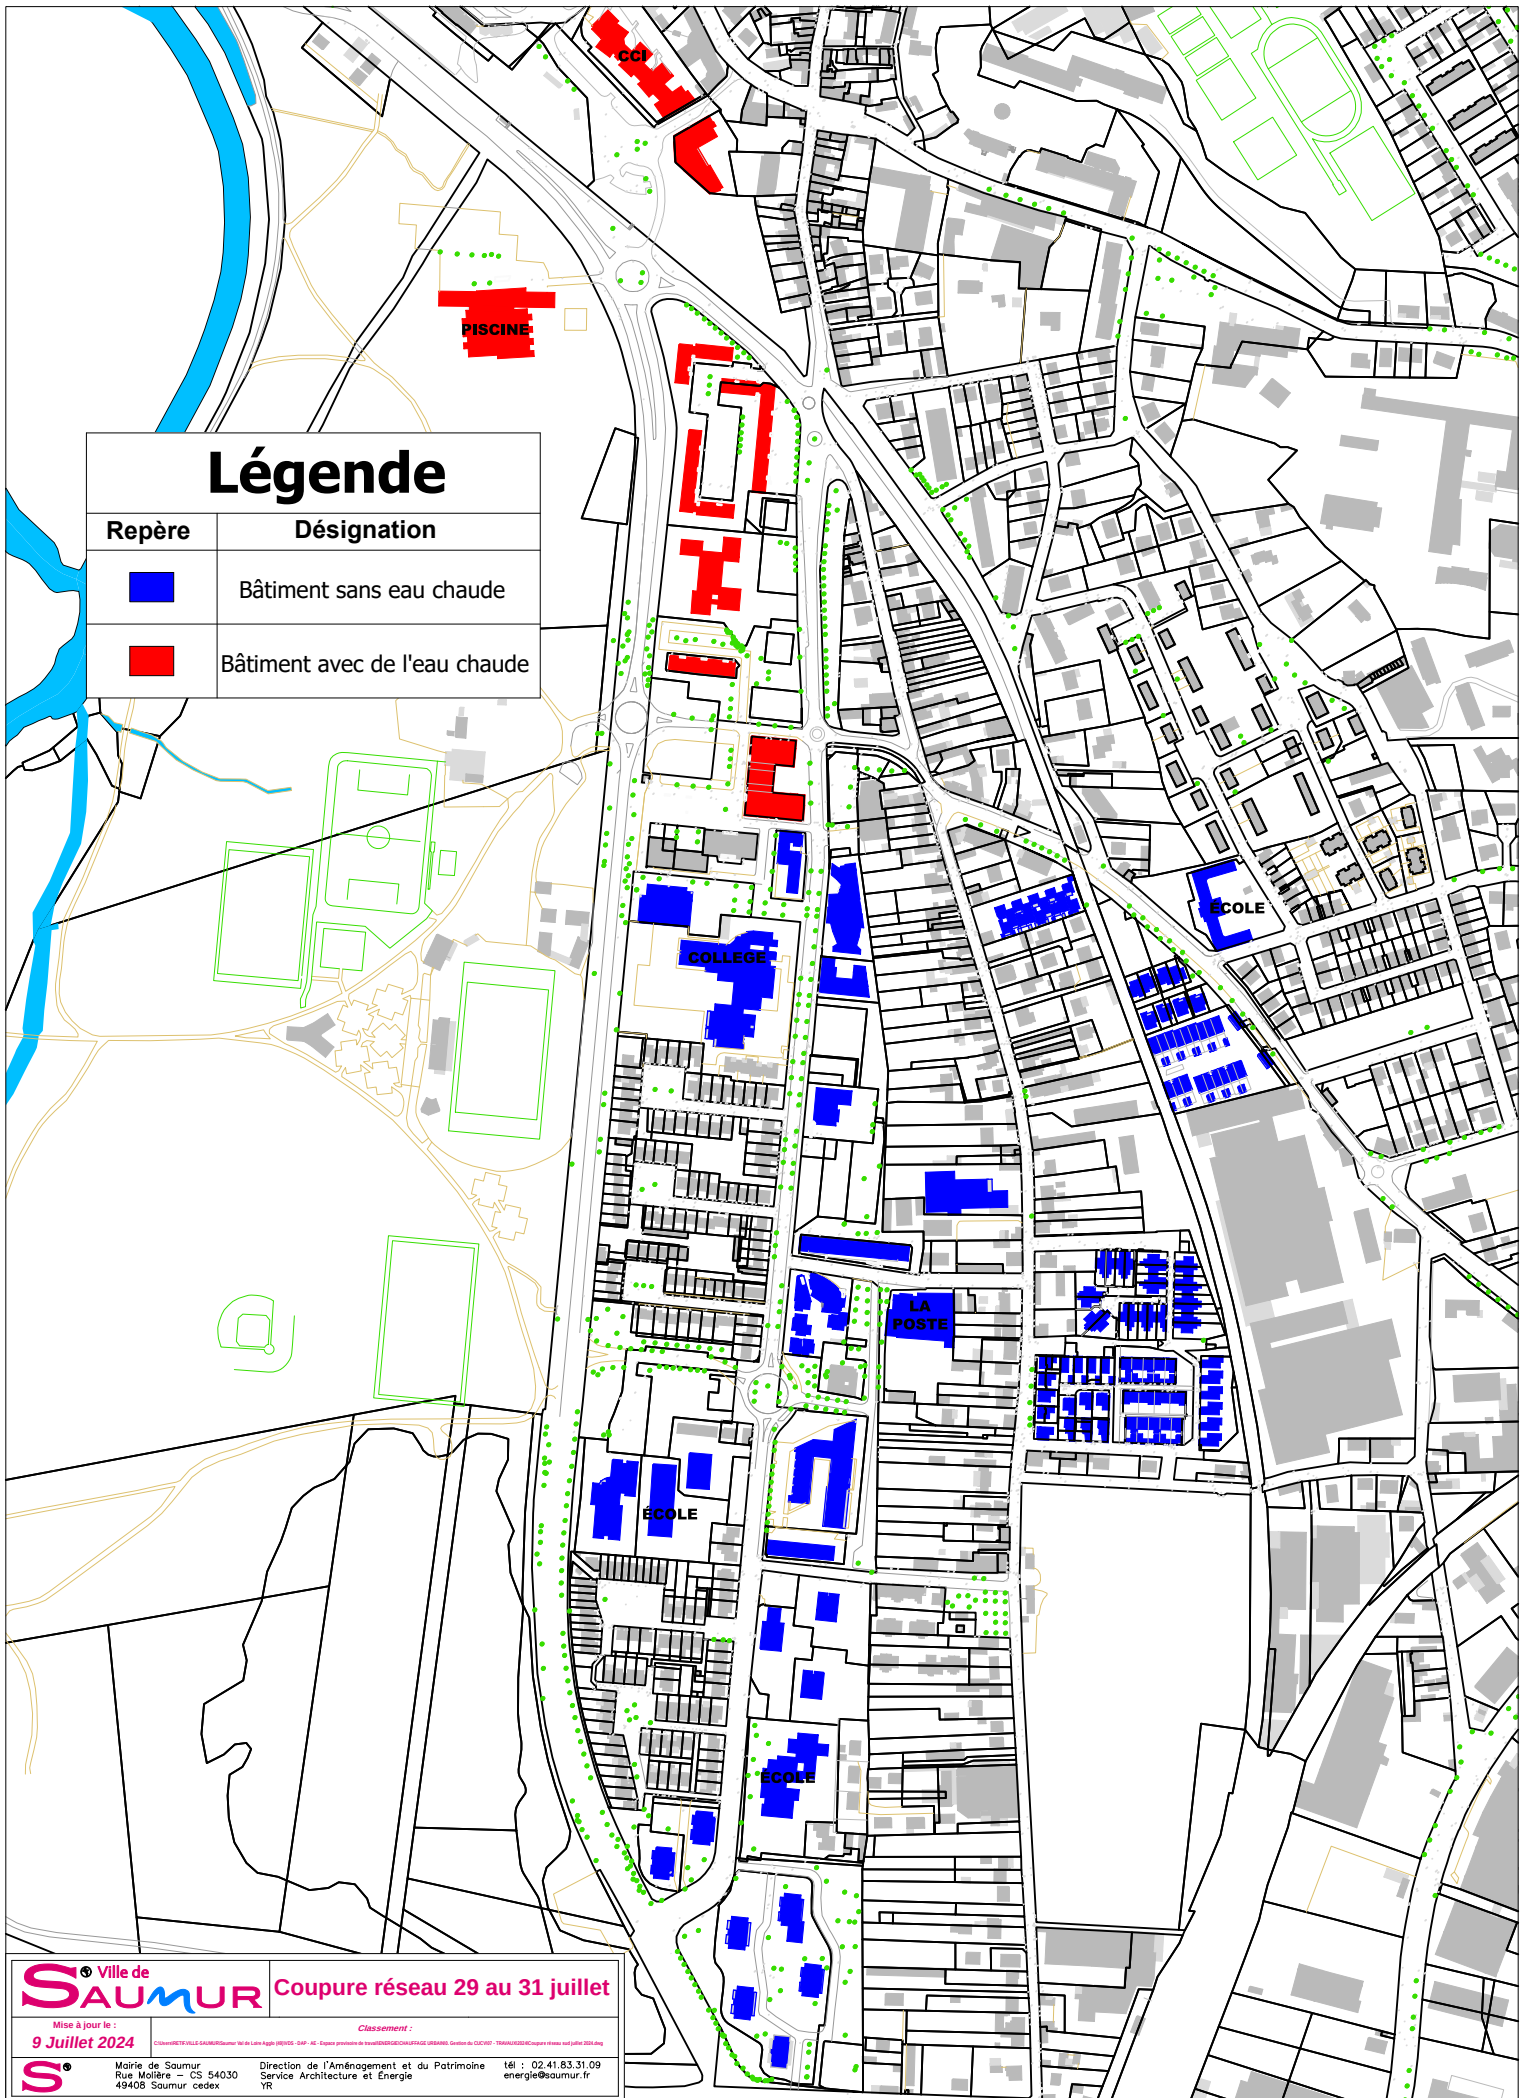 CCI
PISCINE
Légende
Repère Désignation
Bâtiment sans eau chaude
Bâtiment avec de l'eau chaude
ÉCOLE
COLLEGE
LA
POSTE
ÉCOLE
ÉCOLE
Ville de
SAUMUR
Coupure réseau 29 au 31 juillet
Mise à jour le :
9 Juillet 2024
Classement :
Mairie de Saumur
Rue Molière – CS 54030
49408 Saumur cedex
Direction de l'Aménagement et du Patrimoine
Service Architecture et Énergie
YR
tél : 02.41.83.31.09
energie@saumur.fr